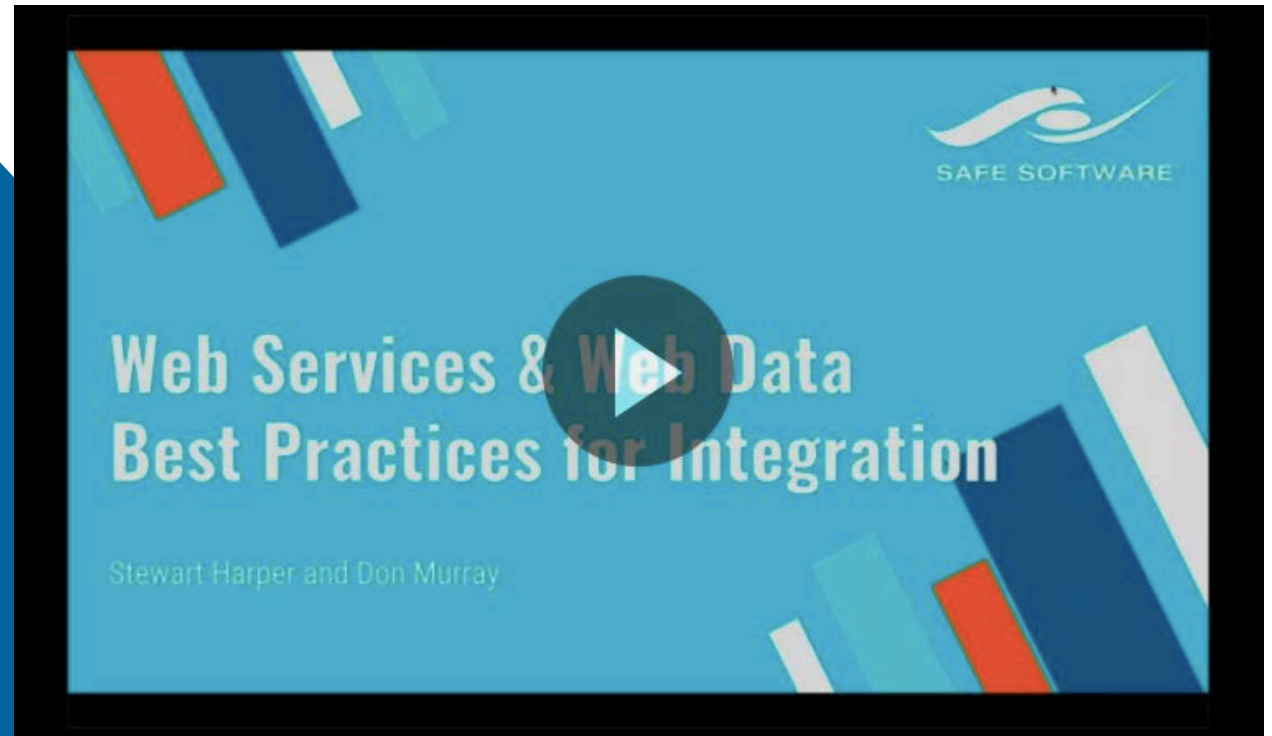 SAFE SOFTWARE
Web Services & Web Data
Best Practices for Integration
Stewart Harper and Don Murray